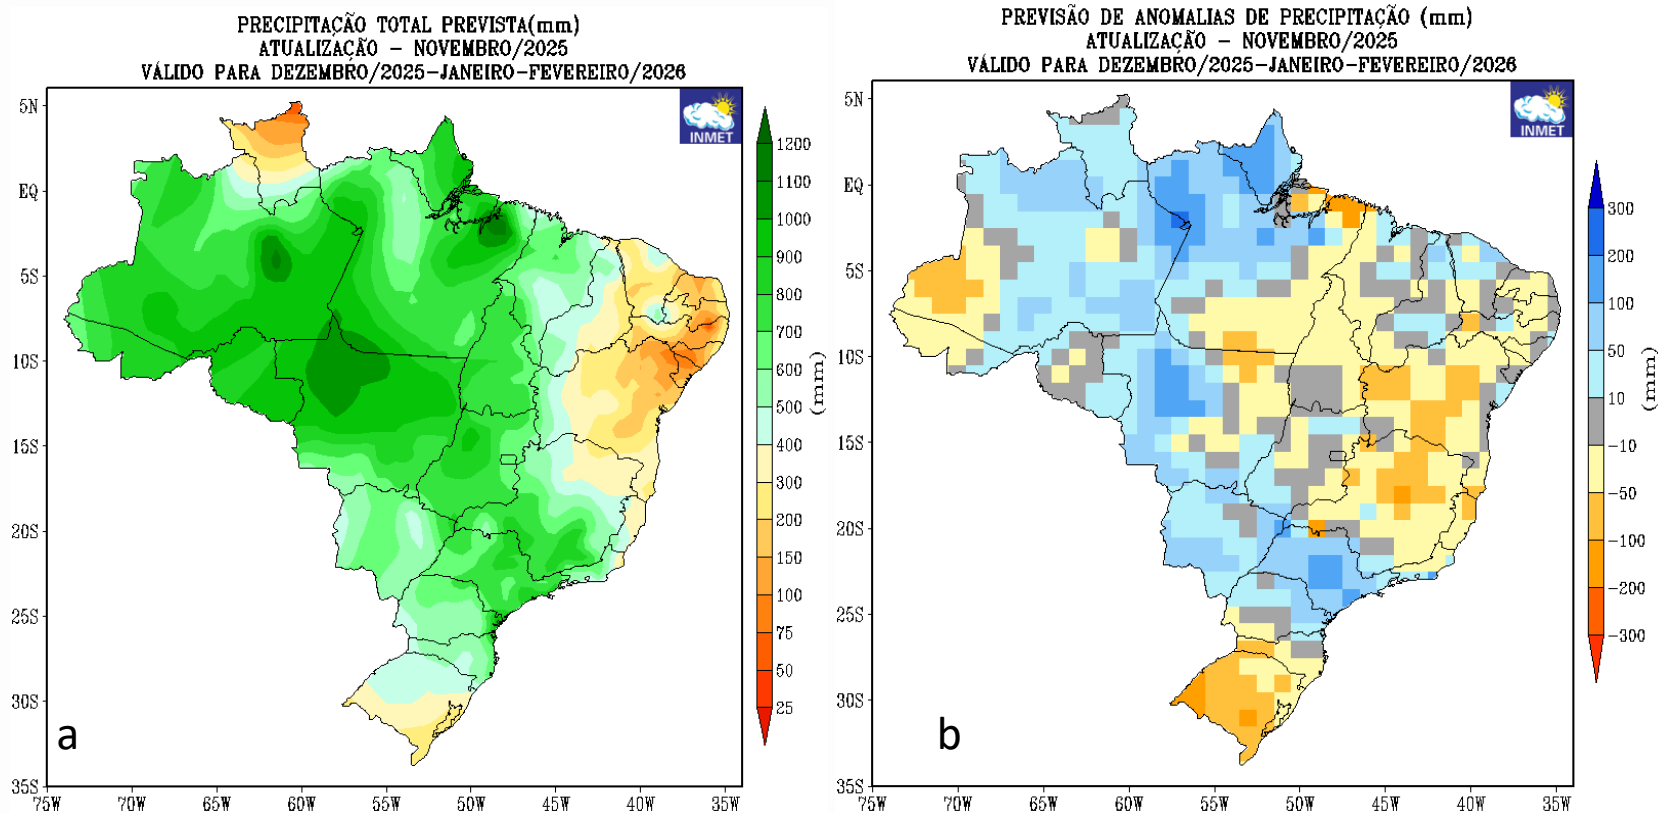 PRECIPITAÇÃO TOTAL PREVISTA(mm)
ATUALIZAÇÃO – NOVEMBRO/2025
VÁLIDO PARA DEZEMBRO/2025-JANEIRO-FEVEREIRO/2026
INMET
5N
EQ
5S
10S
15S
20S
25S
30S
35S
75W
70W
65W
60W
55W
50W
45W
40W
35W
1200
1100
1000
900
800
700
600
500
400
300
200
150
100
75
50
25
(mm)
a
PREVISÃO DE ANOMALIAS DE PRECIPITAÇÃO (mm)
ATUALIZAÇÃO – NOVEMBRO/2025
VÁLIDO PARA DEZEMBRO/2025-JANEIRO-FEVEREIRO/2026
INMET
5N
EQ
5S
10S
15S
20S
25S
30S
35S
75W
70W
65W
60W
55W
50W
45W
40W
35W
300
200
100
50
10
-10
-50
-100
-200
-300
(mm)
b